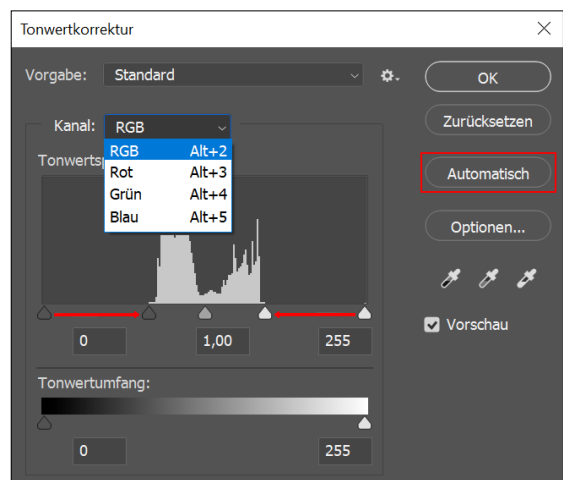 Tonwertkorrektur
Vorgabe: Standard
OK
Kanal: RGB
Zurücksetzen
RGB Alt+2
Rot Alt+3
Grün Alt+4
Blau Alt+5
Automatisch
Optionen...
Vorschau
0 1,00 255
Tonwertumfang:
0 255